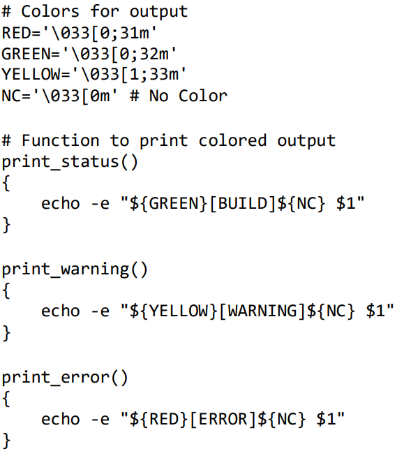 # Colors for output
RED='\033[0;31m'
GREEN='\033[0;32m'
YELLOW='\033[1;33m'
NC='\033[0m' # No Color

# Function to print colored output
print_status()
{
    echo -e "${GREEN}[BUILD]${NC} $1"
}

print_warning()
{
    echo -e "${YELLOW}[WARNING]${NC} $1"
}

print_error()
{
    echo -e "${RED}[ERROR]${NC} $1"
}